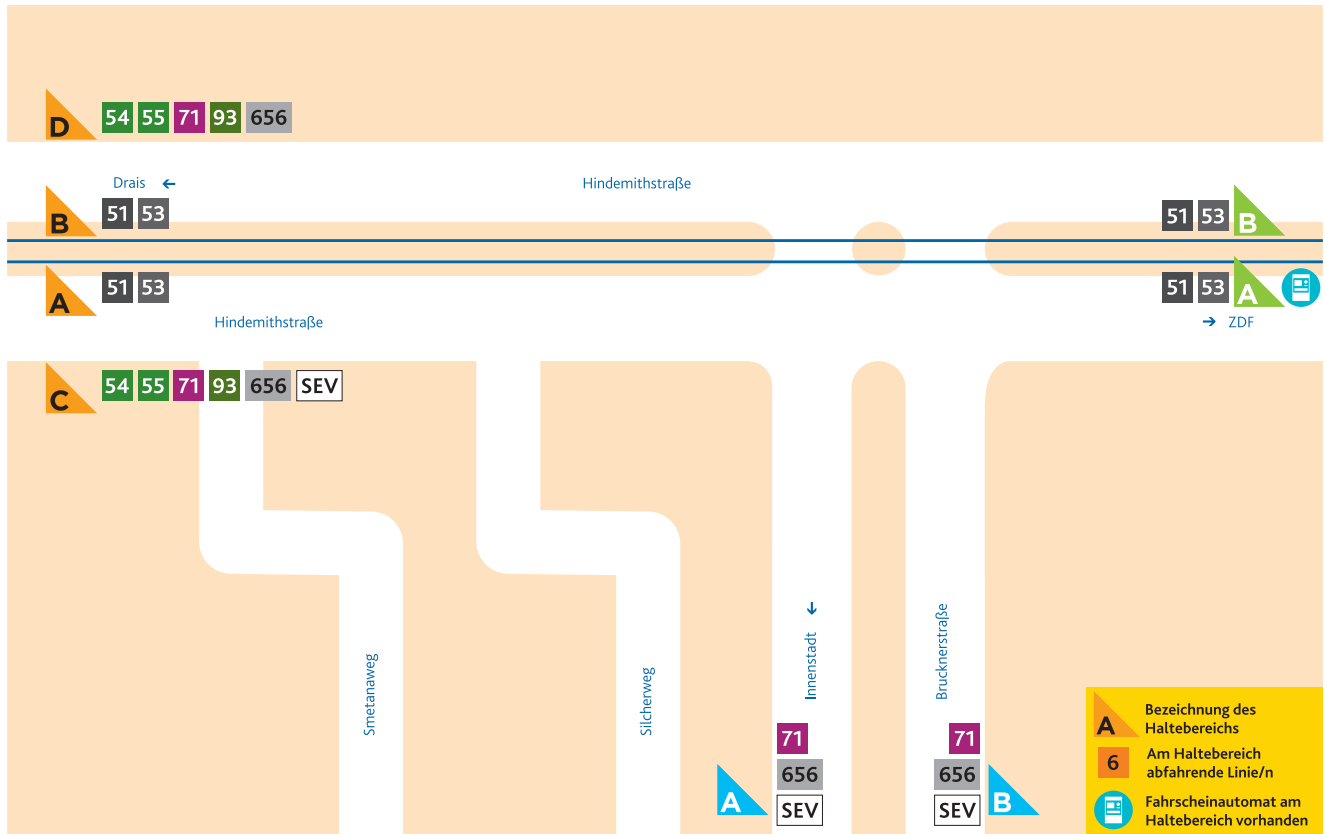 D 54 55 71 93 656
Drais ←
Hindemithstraße
B 51 53
51 53 B
A 51 53
51 53 A
Hindemithstraße
→ ZDF
C 54 55 71 93 656 SEV
Smetanaweg
Silcherweg
Innenstadt ←
Brucknerstraße
71
656
SEV
A
71
656
SEV
B
A Bezeichnung des
Haltebereichs
6 Am Haltebereich
abfahrende Linie/n
Fahrscheinautomat am
Haltebereich vorhanden